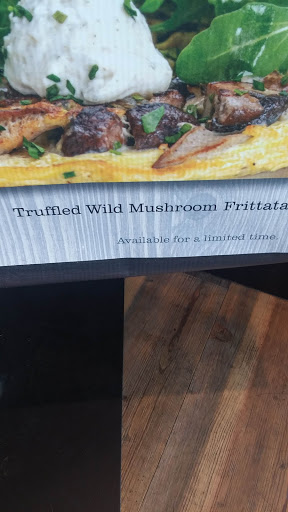 Truffled Wild Mushroom Frittata
Available for a limited time.